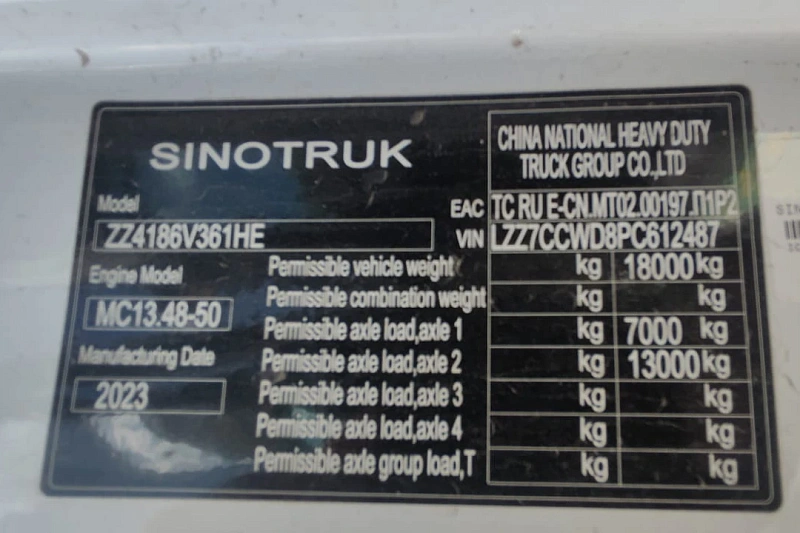 SINOTRUK
CHINA NATIONAL HEAVY DUTY
TRUCK GROUP CO.,LTD
Model
EAC TC RU E-CN.MT02.00197.П1P2
ZZ4186V361HE
VIN LZZ7CCWD8PC612487
Engine Model
Permissible vehicle weight kg 18000 kg
Permissible combination weight kg kg
MC13.48-50
Permissible axle load,axle 1 kg 7000 kg
Manufacturing Date
Permissible axle load,axle 2 kg 13000 kg
2023
Permissible axle load,axle 3 kg kg
Permissible axle load,axle 4 kg kg
Permissible axle group load,T kg kg
SIN